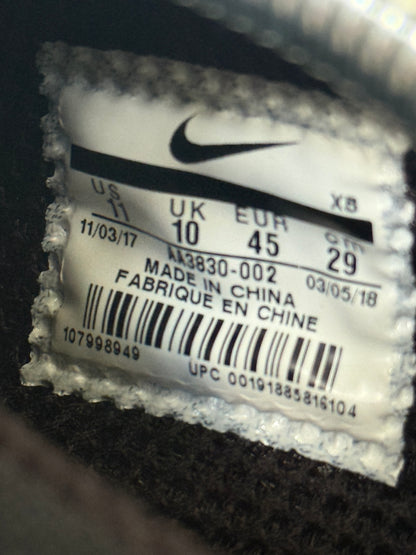 XB
US UK EUR cm
11 10 45 29
11/03/17 AA3830-002 03/05/18
MADE IN CHINA
FABRIQUE EN CHINE
107998949
UPC 00191885816104